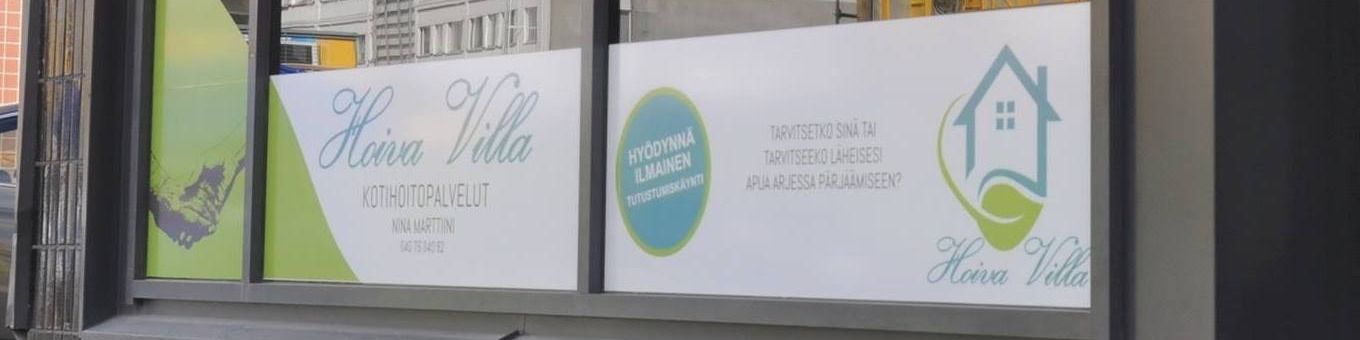 Hoiva Villa
KOTIHOITOPALVELUT
NINA MARTTIINI
HYÖDYNNÄ
ILMAINEN
TUTUSTUMISKÄYNTI
TARVITSETKO SINÄ TAI
TARVITSEEKO LÄHEISESI
APUA ARJESSA PÄRJÄÄMISEEN?
Hoiva Villa